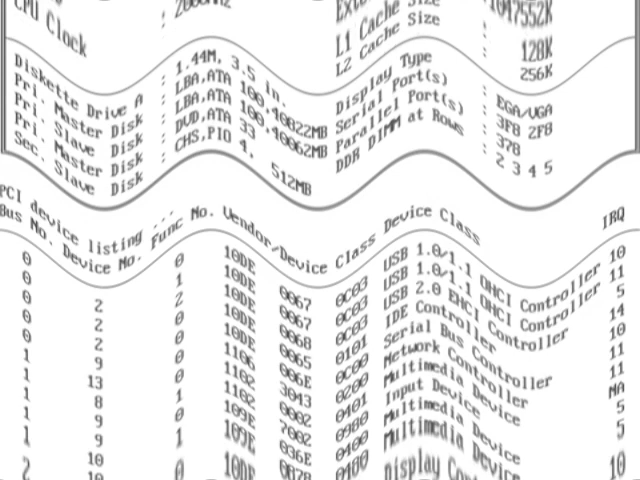 CPU Clock :
1047552K
L1 Cache Size : 128K
L2 Cache Size : 256K
Diskette Drive A : 1.44M, 3.5 in. Display Type : EGA/VGA
Pri. Master Disk : LBA,ATA 100, 40822MB Serial Port(s) : 3F8 2F8
Pri. Slave Disk : LBA,ATA 100, 40062MB Parallel Port(s) : 378
Sec. Master Disk : DVD,ATA 33 DDR DIMM at Rows : 2 3 4 5
Sec. Slave Disk : CHS,PIO 4, 512MB
PCI device listing ...
Bus No. Device No. Func No. Vendor/Device Class Device Class IRQ
0 2 0 10DE 0067 0C03 USB 1.0/1.1 OHCI Controller 10
0 2 1 10DE 0067 0C03 USB 1.0/1.1 OHCI Controller 11
0 2 2 10DE 0068 0C03 USB 2.0 EHCI Controller 5
0 9 0 10DE 0065 0101 IDE Controller 14
0 13 0 10DE 006E 0C00 Serial Bus Controller 10
1 8 0 1106 3043 0200 Network Controller 11
1 9 0 1102 0002 0401 Multimedia Device 11
1 9 1 1102 7002 0980 Input Device NA
1 10 0 109E 036E 0400 Multimedia Device 5
1 10 1 109E 0878 0480 Multimedia Device 5
2 0 10DE Display 10